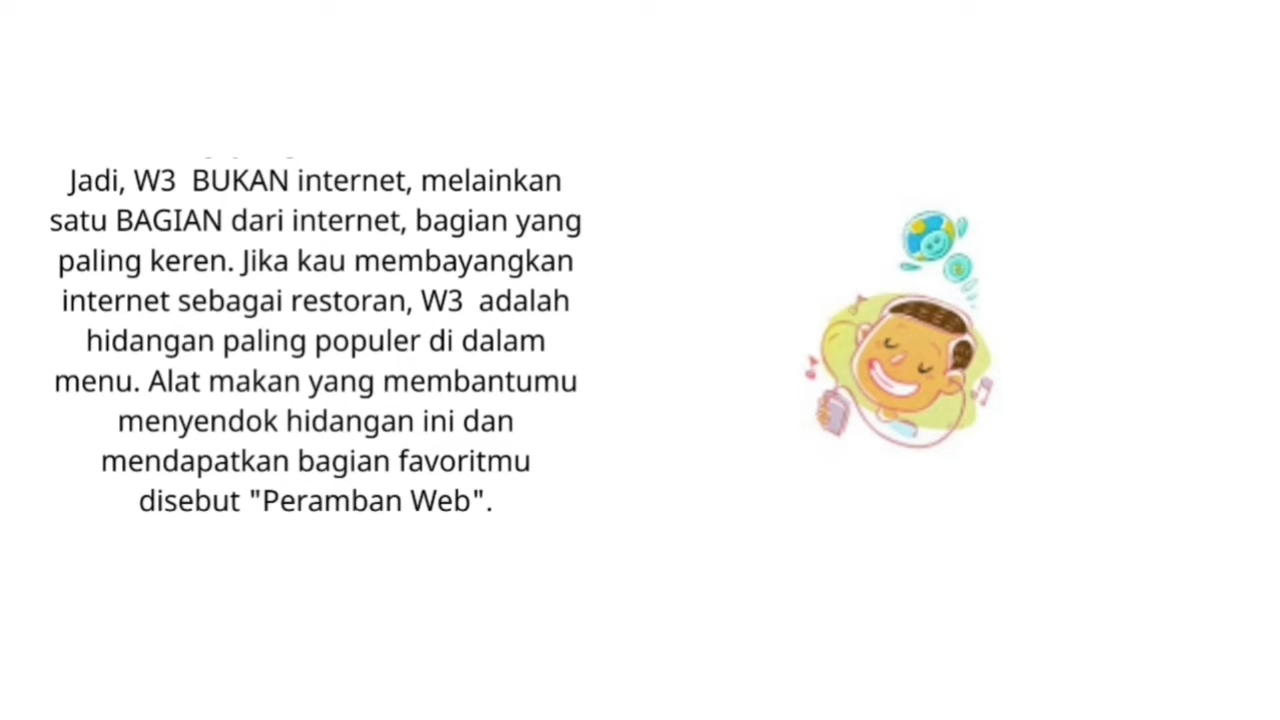 Jadi, W3 BUKAN internet, melainkan
satu BAGIAN dari internet, bagian yang
paling keren. Jika kau membayangkan
internet sebagai restoran, W3 adalah
hidangan paling populer di dalam
menu. Alat makan yang membantumu
menyendok hidangan ini dan
mendapatkan bagian favoritmu
disebut "Peramban Web".